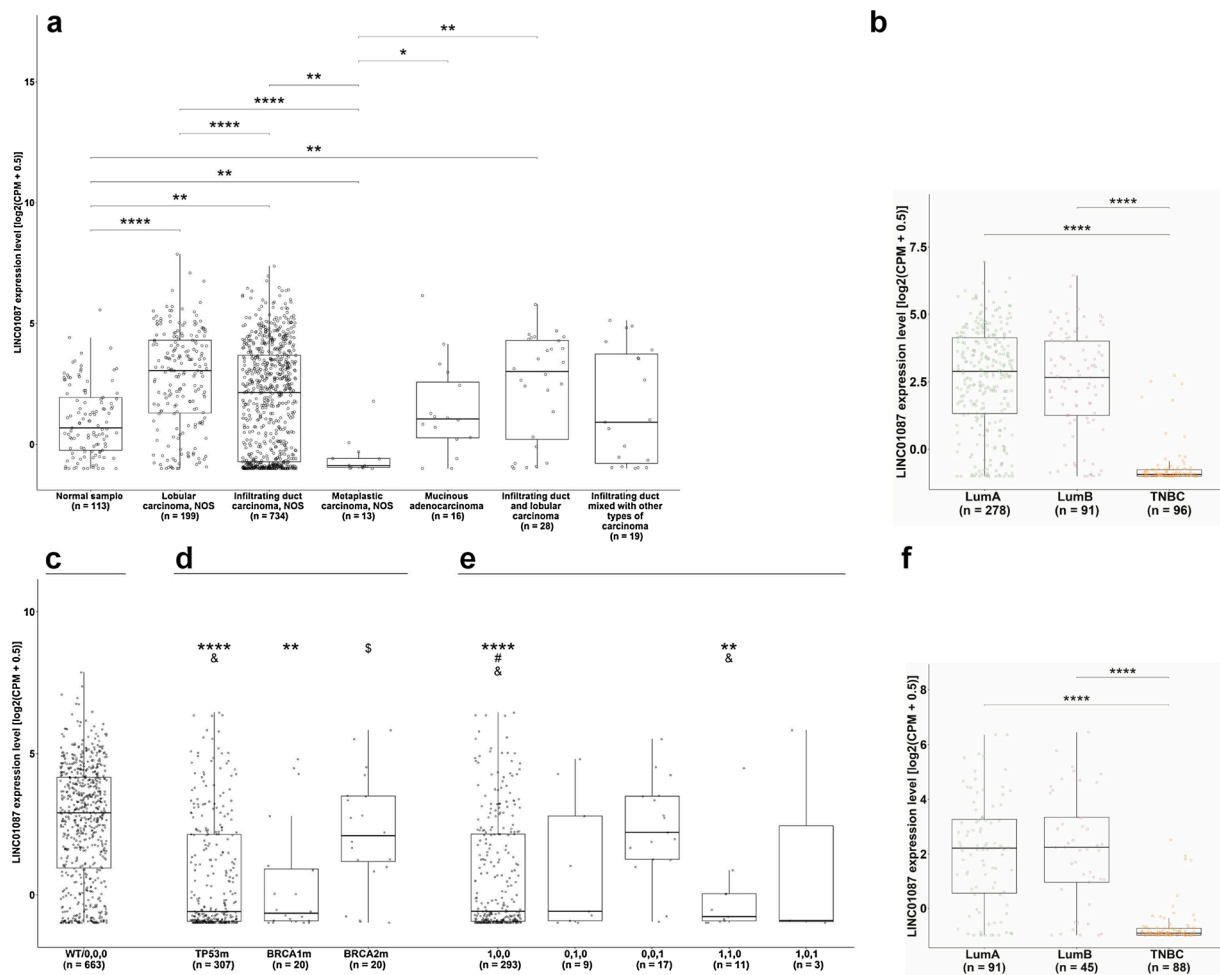 a
LINC01087 expression level [log2(CPM + 0.5)]
15
10
5
0
**
*
**
****
****
**
**
**
****
Normal samplo
(n = 113)
Lobular
carcinoma, NOS
(n = 199)
Infiltrating duct
carcinoma, NOS
(n = 734)
Motaplastic
carcinoma, NOS
(n = 13)
Mucinous
adenocarcinoma
(n = 16)
Infiltrating duct
and lobular
carcinoma
(n = 28)
Infiltrating duct
mixed with other
types of
carcinoma
(n = 19)
b
LINC01087 expression level [log2(CPM + 0.5)]
7.5
5.0
2.5
0.0
****
****
LumA
(n = 278)
LumB
(n = 91)
TNBC
(n = 96)
c
d
e
LINC01087 expression level [log2(CPM + 0.5)]
10
5
0
****
&
**
$
****
#
&
**
&
WT/0,0,0
(n = 663)
TP53m
(n = 307)
BRCA1m
(n = 20)
BRCA2m
(n = 20)
1,0,0
(n = 293)
0,1,0
(n = 9)
0,0,1
(n = 17)
1,1,0
(n = 11)
1,0,1
(n = 3)
f
LINC01087 expression level [log2(CPM + 0.5)]
8
6
4
2
0
****
****
LumA
(n = 91)
LumB
(n = 45)
TNBC
(n = 88)